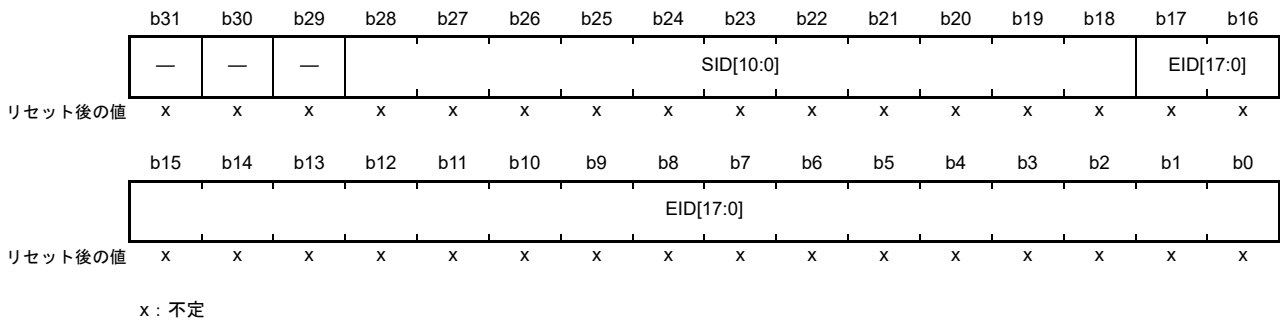 b31 b30 b29 b28 b27 b26 b25 b24 b23 b22 b21 b20 b19 b18 b17 b16
— — — SID[10:0] EID[17:0]
リセット後の値 x x x x x x x x x x x x x x x x
b15 b14 b13 b12 b11 b10 b9 b8 b7 b6 b5 b4 b3 b2 b1 b0
EID[17:0]
リセット後の値 x x x x x x x x x x x x x x x x
x：不定